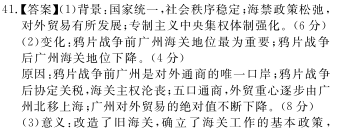 41.【答案】(1)背景:国家统一,社会秩序稳定;海禁政策松弛,
对外贸易有所发展;专制主义中央集权体制强化。(6分)
(2)变化:鸦片战争前广州海关地位最为重要;鸦片战争
后广州海关地位下降。(4分)
原因:鸦片战争前广州是对外通商的唯一口岸;鸦片战争
后协定关税,海关主权沦丧;五口通商,外贸重心逐步由广
州北移上海;广州对外贸易的绝对值不断下降。(8分)
(3)意义:改造了旧海关,确立了海关工作的基本政策,